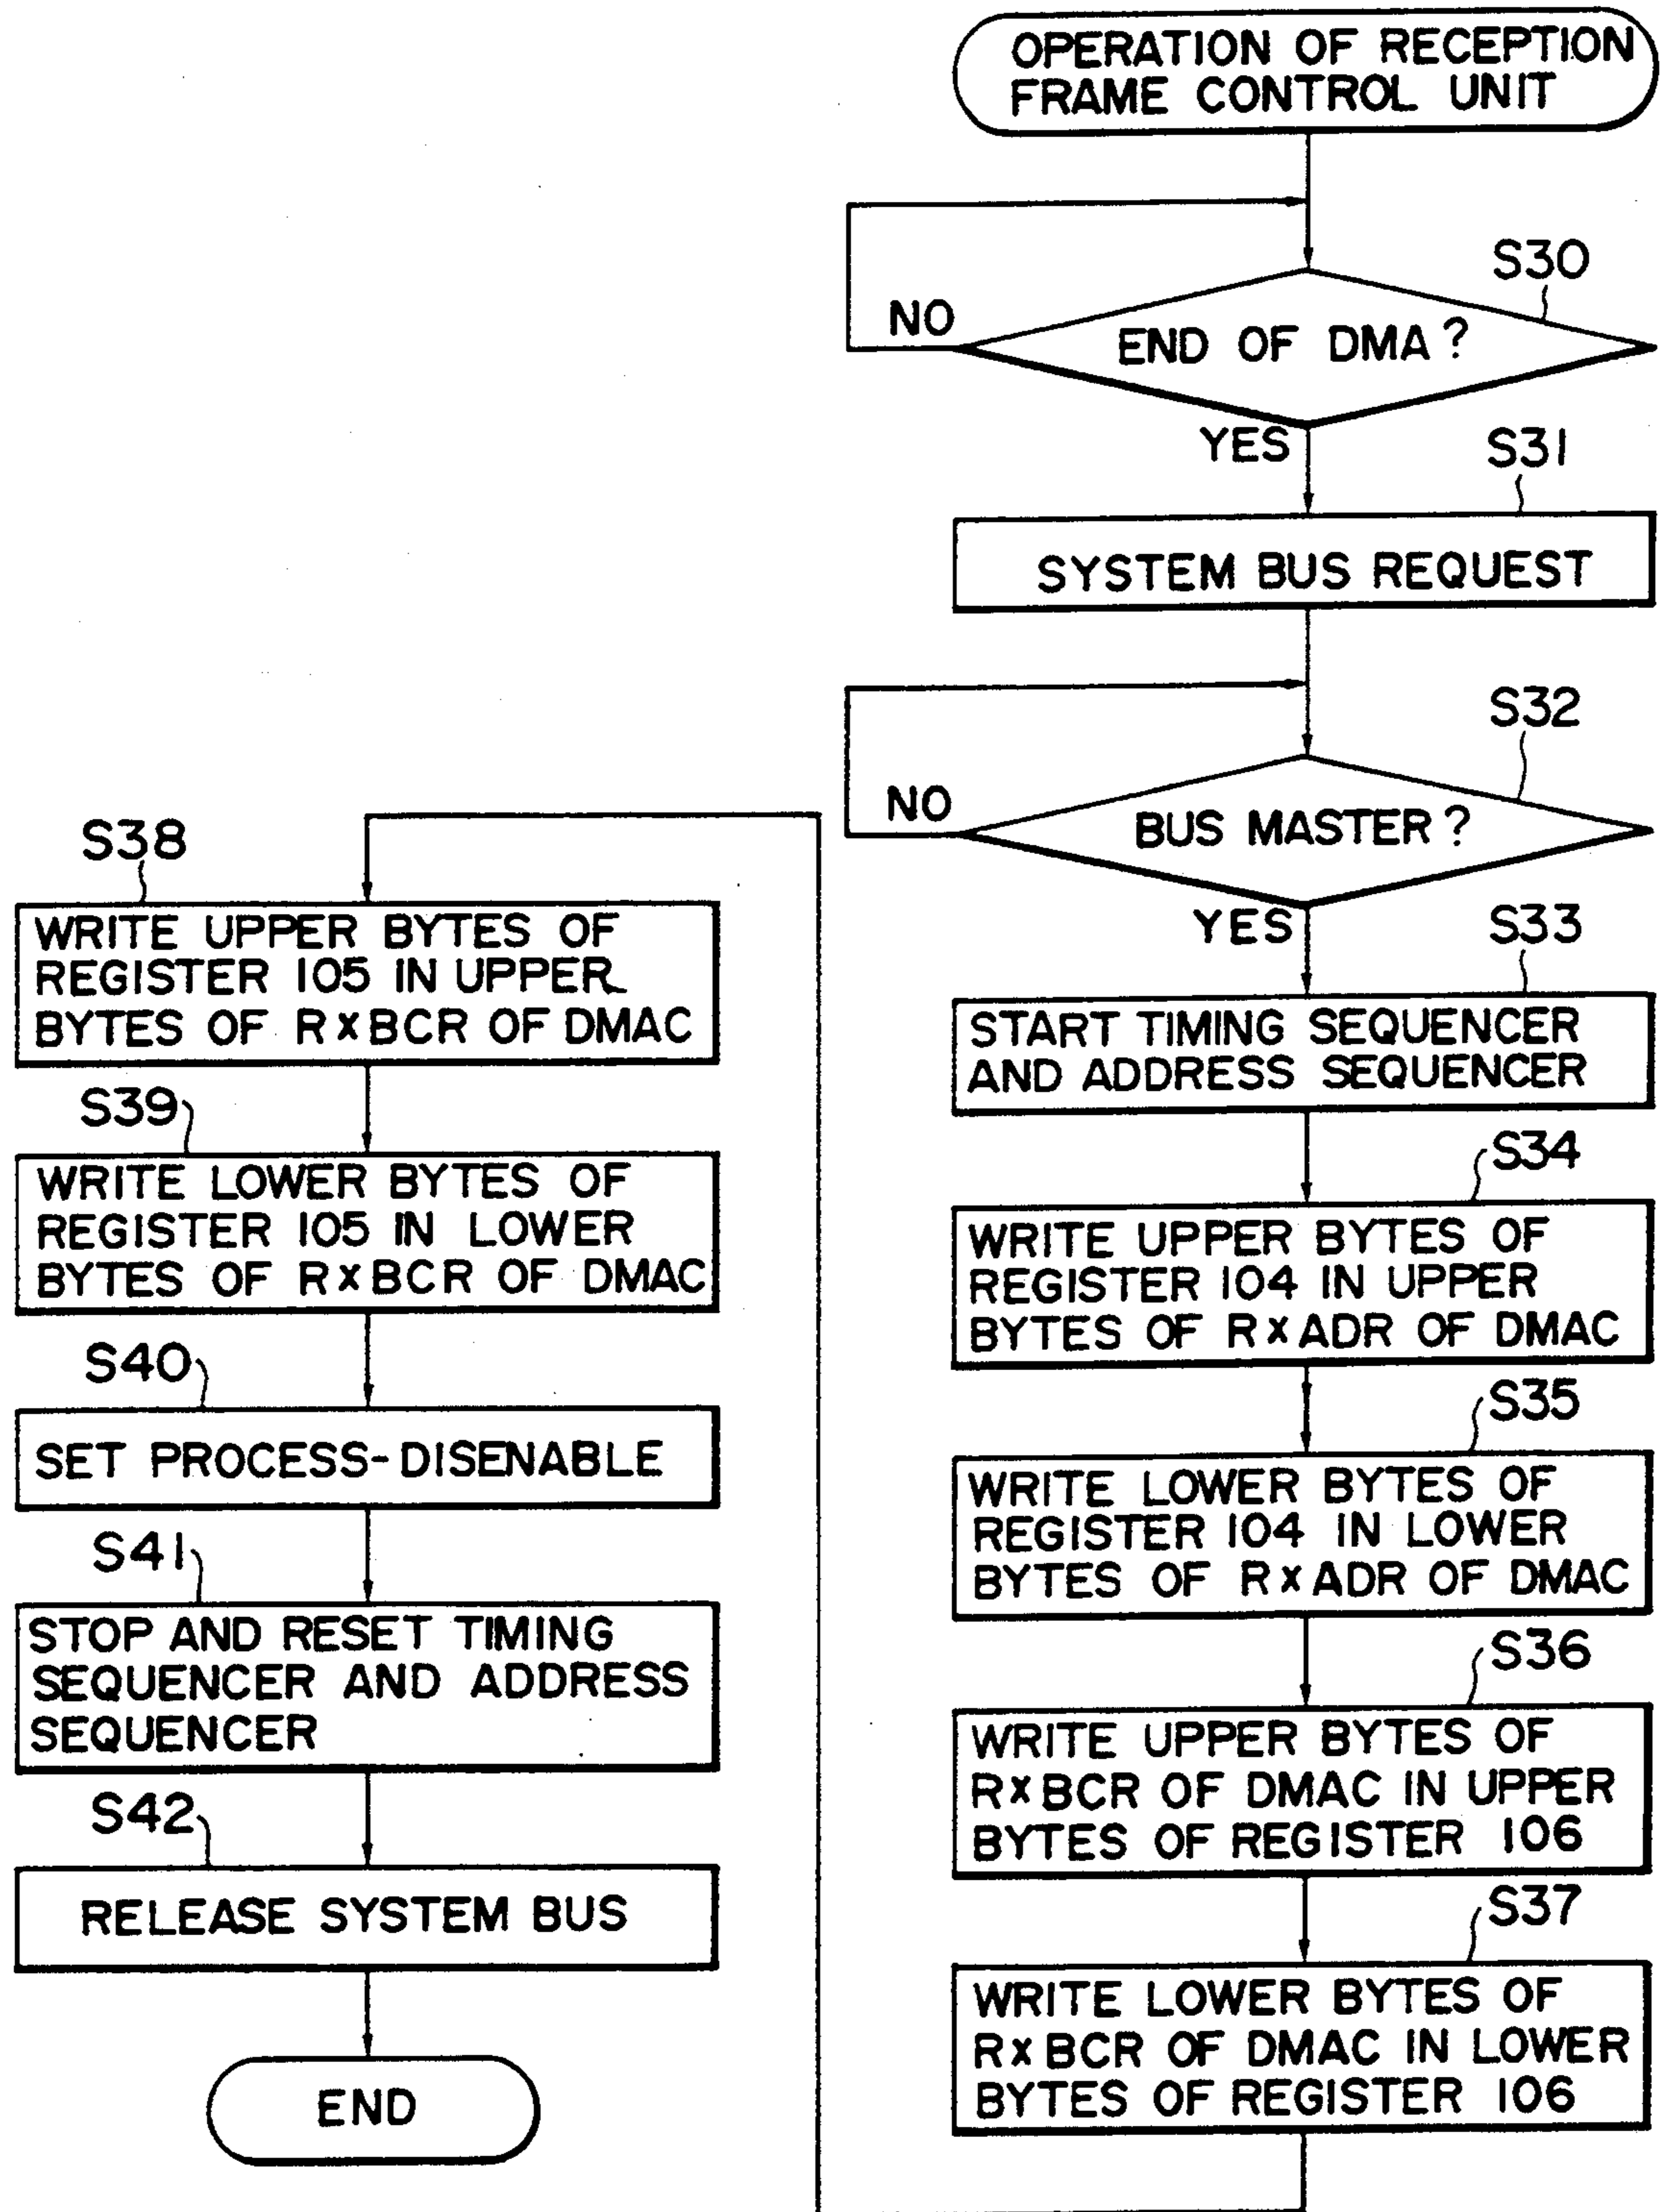 OPERATION OF RECEPTION
FRAME CONTROL UNIT
S30
NO
END OF DMA?
YES
S31
SYSTEM BUS REQUEST
S32
NO
BUS MASTER?
YES
S33
START TIMING SEQUENCER
AND ADDRESS SEQUENCER
S34
WRITE UPPER BYTES OF
REGISTER 104 IN UPPER
BYTES OF RxADR OF DMAC
S35
WRITE LOWER BYTES OF
REGISTER 104 IN LOWER
BYTES OF RxADR OF DMAC
S36
WRITE UPPER BYTES OF
RxBCR OF DMAC IN UPPER
BYTES OF REGISTER 106
S37
WRITE LOWER BYTES OF
RxBCR OF DMAC IN LOWER
BYTES OF REGISTER 106
S38
WRITE UPPER BYTES OF
REGISTER 105 IN UPPER
BYTES OF RxBCR OF DMAC
S39
WRITE LOWER BYTES OF
REGISTER 105 IN LOWER
BYTES OF RxBCR OF DMAC
S40
SET PROCESS-DISENABLE
S41
STOP AND RESET TIMING
SEQUENCER AND ADDRESS
SEQUENCER
S42
RELEASE SYSTEM BUS
END